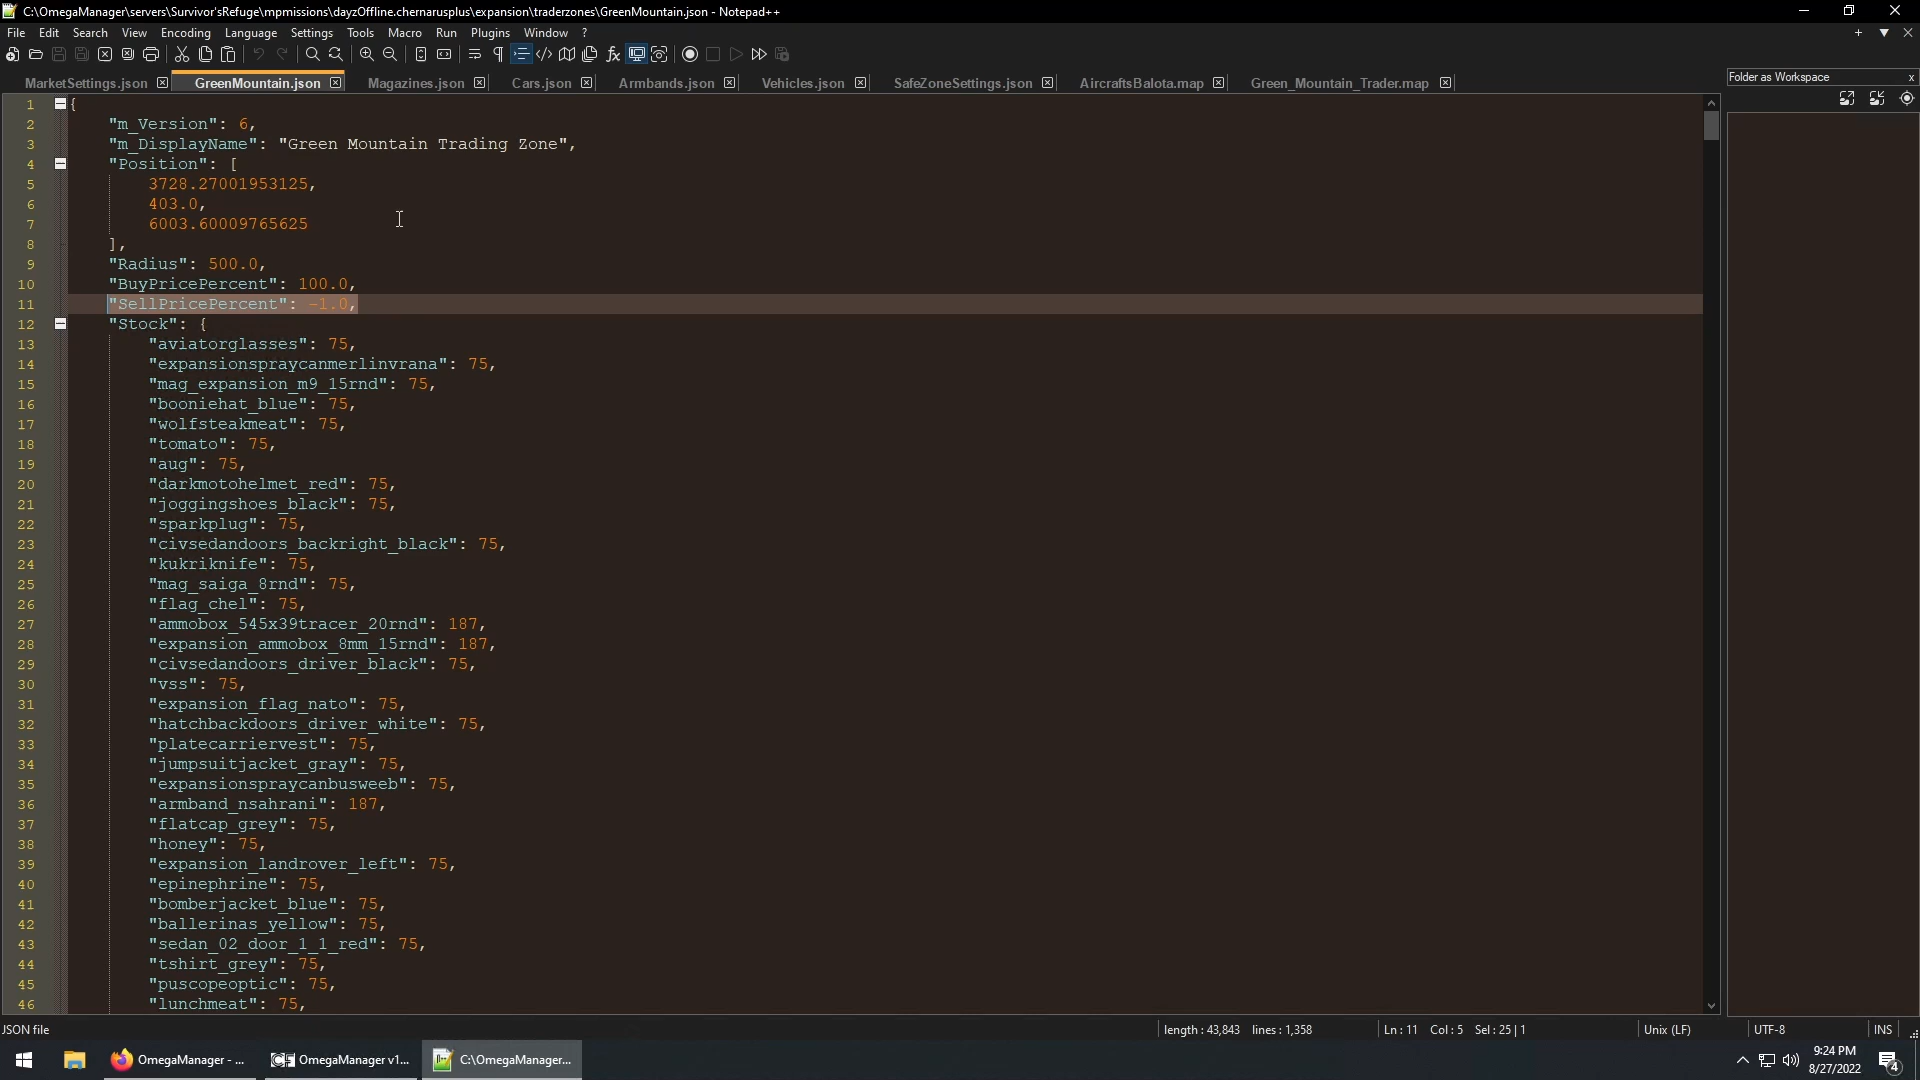 C:\OmegaManager\servers\Survivor'sRefuge\mpmissions\dayzOffline.chernarusplus\expansion\traderzones\GreenMountain.json - Notepad++
File Edit Search View Encoding Language Settings Tools Macro Run Plugins Window ?
MarketSettings.json GreenMountain.json Magazines.json Cars.json Armbands.json Vehicles.json SafeZoneSettings.json AircraftsBalota.map Green_Mountain_Trader.map
Folder as Workspace
1 {
2 "m_Version": 6,
3 "m_DisplayName": "Green Mountain Trading Zone",
4 "Position": [
5 3728.27001953125,
6 403.0,
7 6003.60009765625
8 ],
9 "Radius": 500.0,
10 "BuyPricePercent": 100.0,
11 "SellPricePercent": -1.0,
12 "Stock": {
13 "aviatorglasses": 75,
14 "expansionspraycanmerlinvrana": 75,
15 "mag_expansion_m9_15rnd": 75,
16 "booniehat_blue": 75,
17 "wolfsteakmeat": 75,
18 "tomato": 75,
19 "aug": 75,
20 "darkmotohelmet_red": 75,
21 "joggingshoes_black": 75,
22 "sparkplug": 75,
23 "civsedandoors_backright_black": 75,
24 "kukriknife": 75,
25 "mag_saiga_8rnd": 75,
26 "flag_chel": 75,
27 "ammobox_545x39tracer_20rnd": 187,
28 "expansion_ammobox_8mm_15rnd": 187,
29 "civsedandoors_driver_black": 75,
30 "vss": 75,
31 "expansion_flag_nato": 75,
32 "hatchbackdoors_driver_white": 75,
33 "platecarriervest": 75,
34 "jumpsuitjacket_gray": 75,
35 "expansionspraycanbusweeb": 75,
36 "armband_nsahrani": 187,
37 "flatcap_grey": 75,
38 "honey": 75,
39 "expansion_landrover_left": 75,
40 "epinephrine": 75,
41 "bomberjacket_blue": 75,
42 "ballerinas_yellow": 75,
43 "sedan_02_door_1_1_red": 75,
44 "tshirt_grey": 75,
45 "puscopeoptic": 75,
46 "lunchmeat": 75,
JSON file length : 43,843 lines : 1,358 Ln : 11 Col : 5 Sel : 25 | 1 Unix (LF) UTF-8 INS
OmegaManager - ... OmegaManager v1... C:\OmegaManager...
9:24 PM
8/27/2022
4